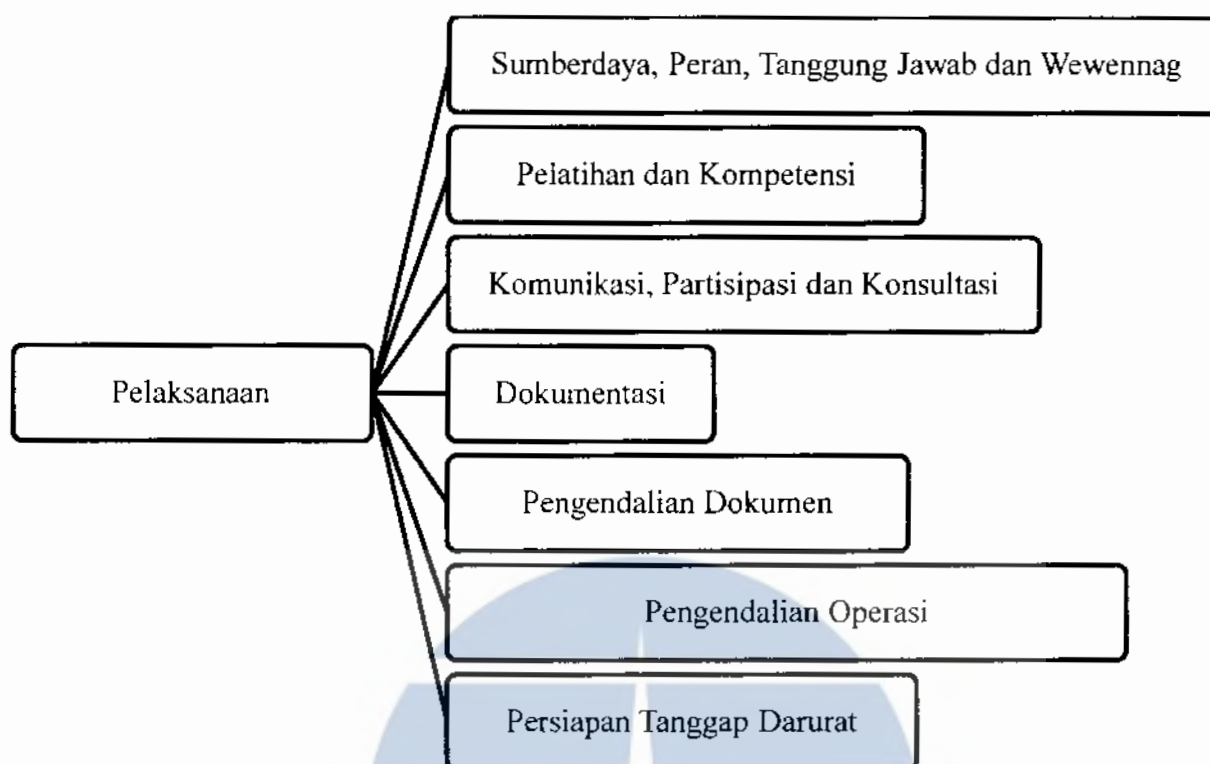 Sumberdaya, Peran, Tanggung Jawab dan Wewennag
Pelatihan dan Kompetensi
Komunikasi, Partisipasi dan Konsultasi
Pelaksanaan
Dokumentasi
Pengendalian Dokumen
Pengendalian Operasi
Persiapan Tanggap Darurat